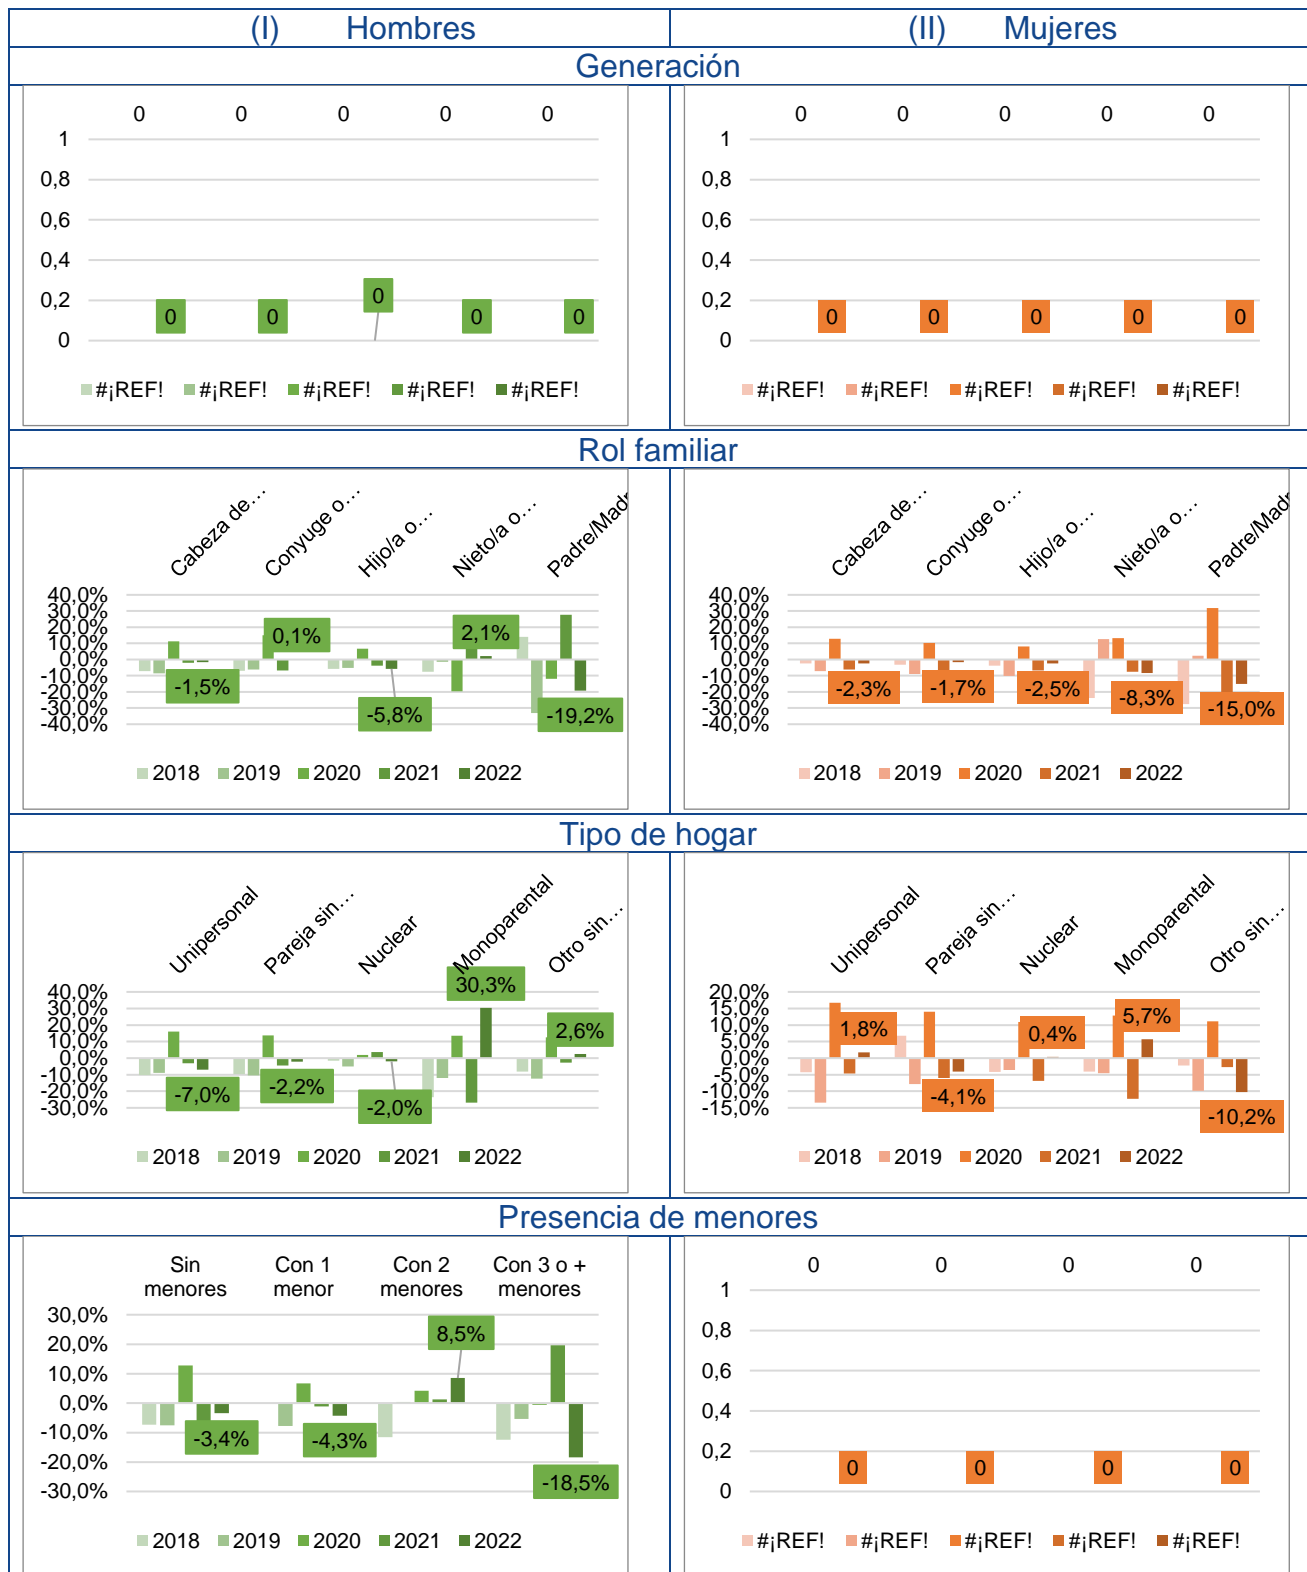 (I) Hombres
(II) Mujeres
Generación
0 0 0 0 0
1
0,8
0,6
0,4
0,2
0
0 0 0 0 0
#¡REF! #¡REF! #¡REF! #¡REF! #¡REF!
0 0 0 0 0
1
0,8
0,6
0,4
0,2
0
0 0 0 0 0
#¡REF! #¡REF! #¡REF! #¡REF! #¡REF!
Rol familiar
Cabeza de…
Conyuge o…
Hijo/a o…
Nieto/a o…
Padre/Madr
40,0%
30,0%
20,0%
10,0%
0,0%
-10,0%
-20,0%
-30,0%
-40,0%
-1,5%
0,1%
-5,8%
2,1%
-19,2%
2018 2019 2020 2021 2022
Cabeza de…
Conyuge o…
Hijo/a o…
Nieto/a o…
Padre/Madr
40,0%
30,0%
20,0%
10,0%
0,0%
-10,0%
-20,0%
-30,0%
-40,0%
-2,3%
-1,7%
-2,5%
-8,3%
-15,0%
2018 2019 2020 2021 2022
Tipo de hogar
Unipersonal
Pareja sin…
Nuclear
Monoparental
Otro sin…
40,0%
30,0%
20,0%
10,0%
0,0%
-10,0%
-20,0%
-30,0%
-7,0%
-2,2%
-2,0%
30,3%
2,6%
2018 2019 2020 2021 2022
Unipersonal
Pareja sin…
Nuclear
Monoparental
Otro sin…
20,0%
15,0%
10,0%
5,0%
0,0%
-5,0%
-10,0%
-15,0%
1,8%
-4,1%
0,4%
5,7%
-10,2%
2018 2019 2020 2021 2022
Presencia de menores
Sin menores
Con 1 menor
Con 2 menores
Con 3 o + menores
30,0%
20,0%
10,0%
0,0%
-10,0%
-20,0%
-30,0%
-3,4%
-4,3%
8,5%
-18,5%
2018 2019 2020 2021 2022
0 0 0 0
1
0,8
0,6
0,4
0,2
0
0 0 0 0
#¡REF! #¡REF! #¡REF! #¡REF! #¡REF!